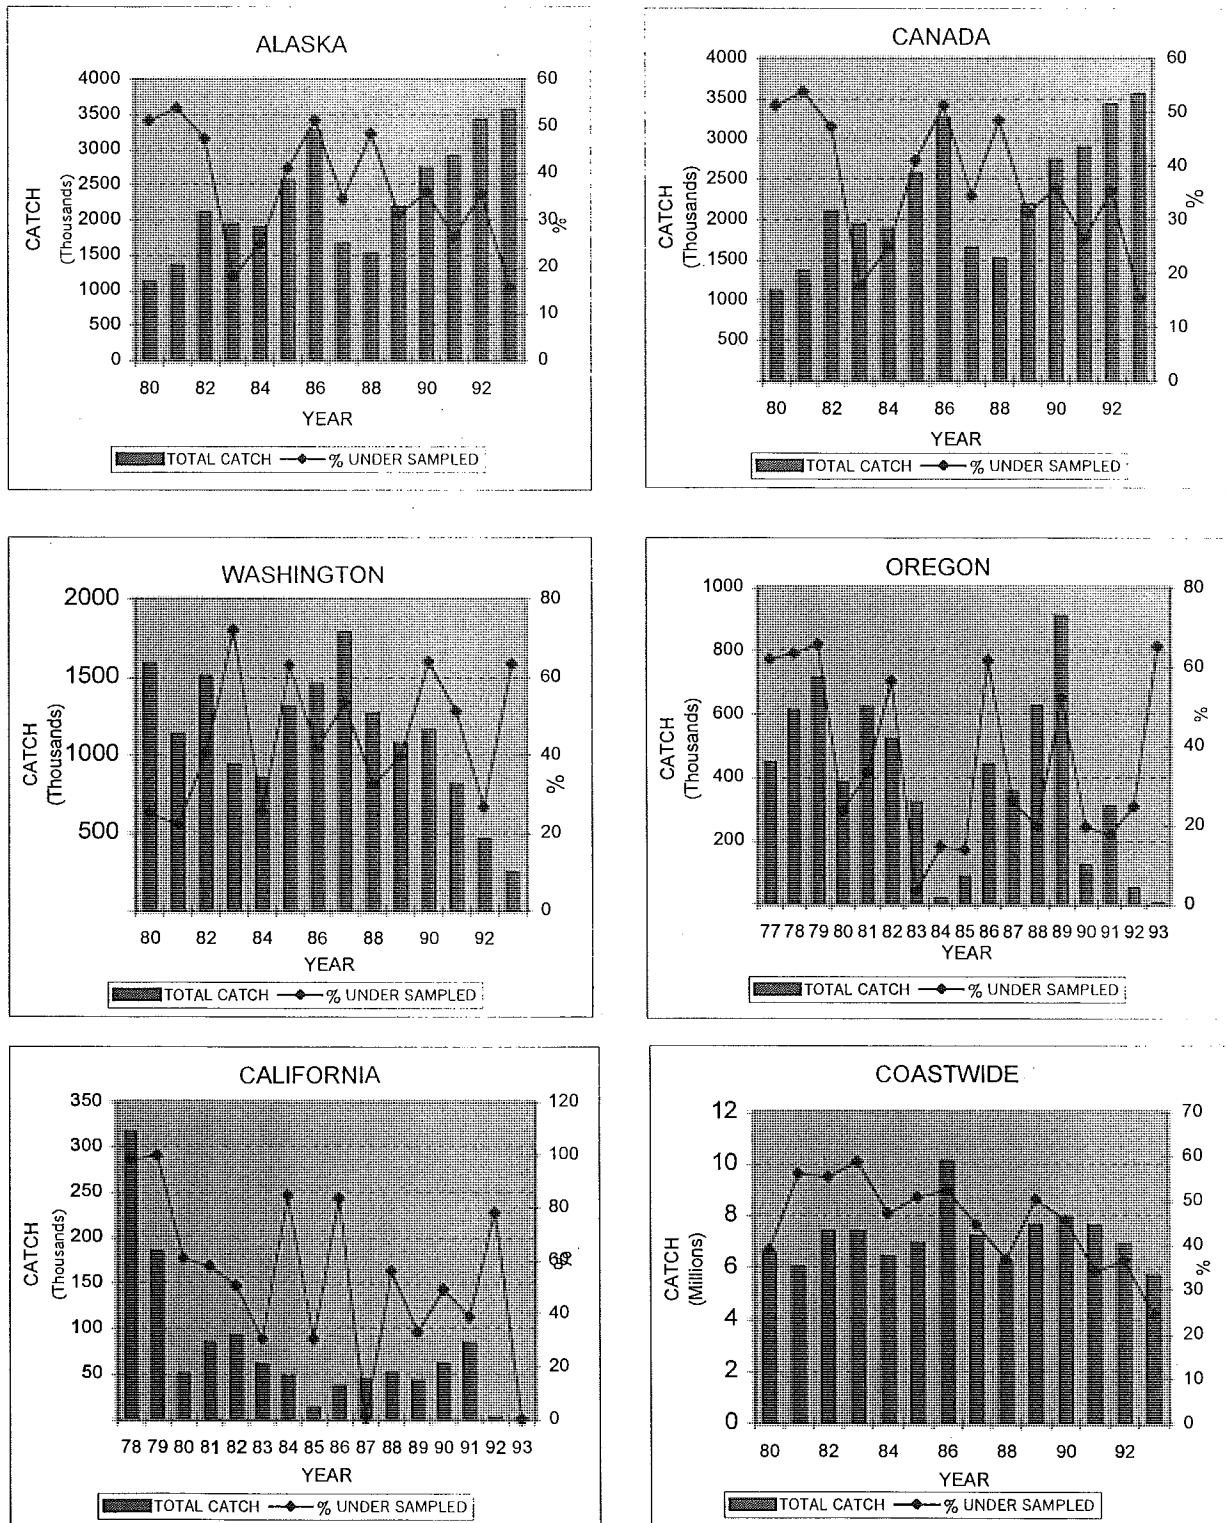 ALASKA
4000
3500
3000
2500
2000
1500
1000
500
0
60
50
40
30
20
10
0
CATCH
(Thousands)
%
80 82 84 86 88 90 92
YEAR
TOTAL CATCH % UNDER SAMPLED
CANADA
4000
3500
3000
2500
2000
1500
1000
500
60
50
40
30
20
10
0
CATCH
(Thousands)
%
80 82 84 86 88 90 92
YEAR
TOTAL CATCH % UNDER SAMPLED
WASHINGTON
2000
1500
1000
500
80
60
40
20
0
CATCH
(Thousands)
%
80 82 84 86 88 90 92
YEAR
TOTAL CATCH % UNDER SAMPLED
OREGON
1000
800
600
400
200
80
60
40
20
0
CATCH
(Thousands)
%
77 78 79 80 81 82 83 84 85 86 87 88 89 90 91 92 93
YEAR
TOTAL CATCH % UNDER SAMPLED
CALIFORNIA
350
300
250
200
150
100
50
120
100
80
60
40
20
0
CATCH
(Thousands)
%
78 79 80 81 82 83 84 85 86 87 88 89 90 91 92 93
YEAR
TOTAL CATCH % UNDER SAMPLED
COASTWIDE
12
10
8
6
4
2
0
70
60
50
40
30
20
10
0
CATCH
(Millions)
%
80 82 84 86 88 90 92
YEAR
TOTAL CATCH % UNDER SAMPLED